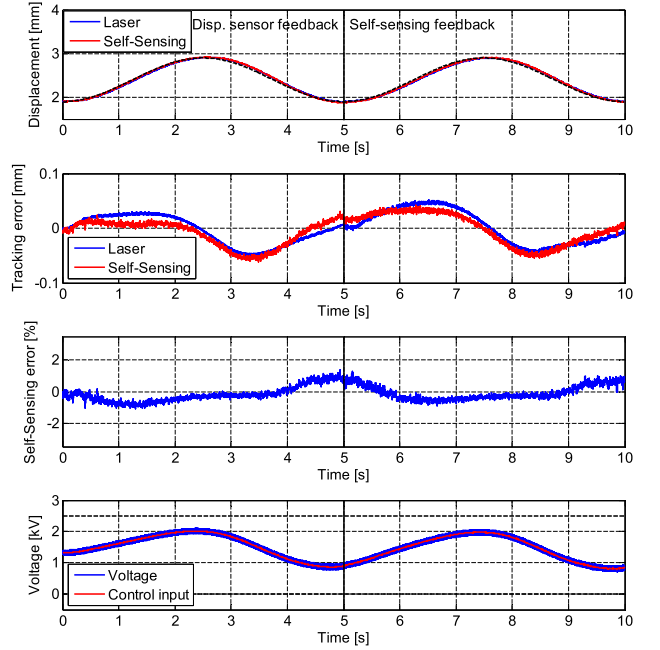 Displacement [mm]
4
3
2
Laser
Self-Sensing
Disp. sensor feedback
Self-sensing feedback
0 1 2 3 4 5 6 7 8 9 10
Time [s]
Tracking error [mm]
0.1
0
-0.1
Laser
Self-Sensing
0 1 2 3 4 5 6 7 8 9 10
Time [s]
Self-Sensing error [%]
2
0
-2
0 1 2 3 4 5 6 7 8 9 10
Time [s]
Voltage [kV]
3
2
1
0
Voltage
Control input
0 1 2 3 4 5 6 7 8 9 10
Time [s]